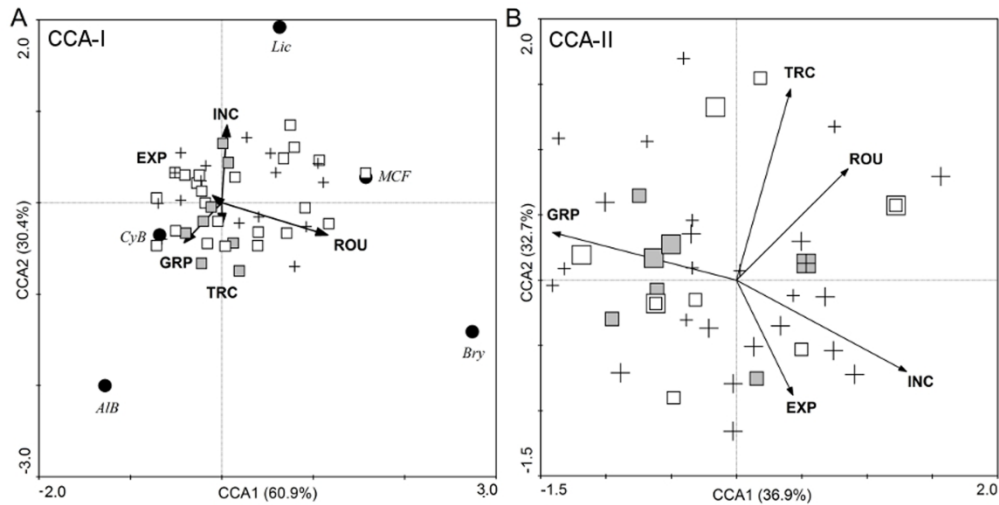 A
CCA-I
2.0
CCA2 (30.4%)
-3.0
-2.0
CCA1 (60.9%)
3.0
Lic
INC
EXP
MCF
CyB
ROU
GRP
TRC
Bry
AlB
B
CCA-II
2.0
CCA2 (32.7%)
-1.5
-1.5
CCA1 (36.9%)
2.0
TRC
ROU
GRP
INC
EXP